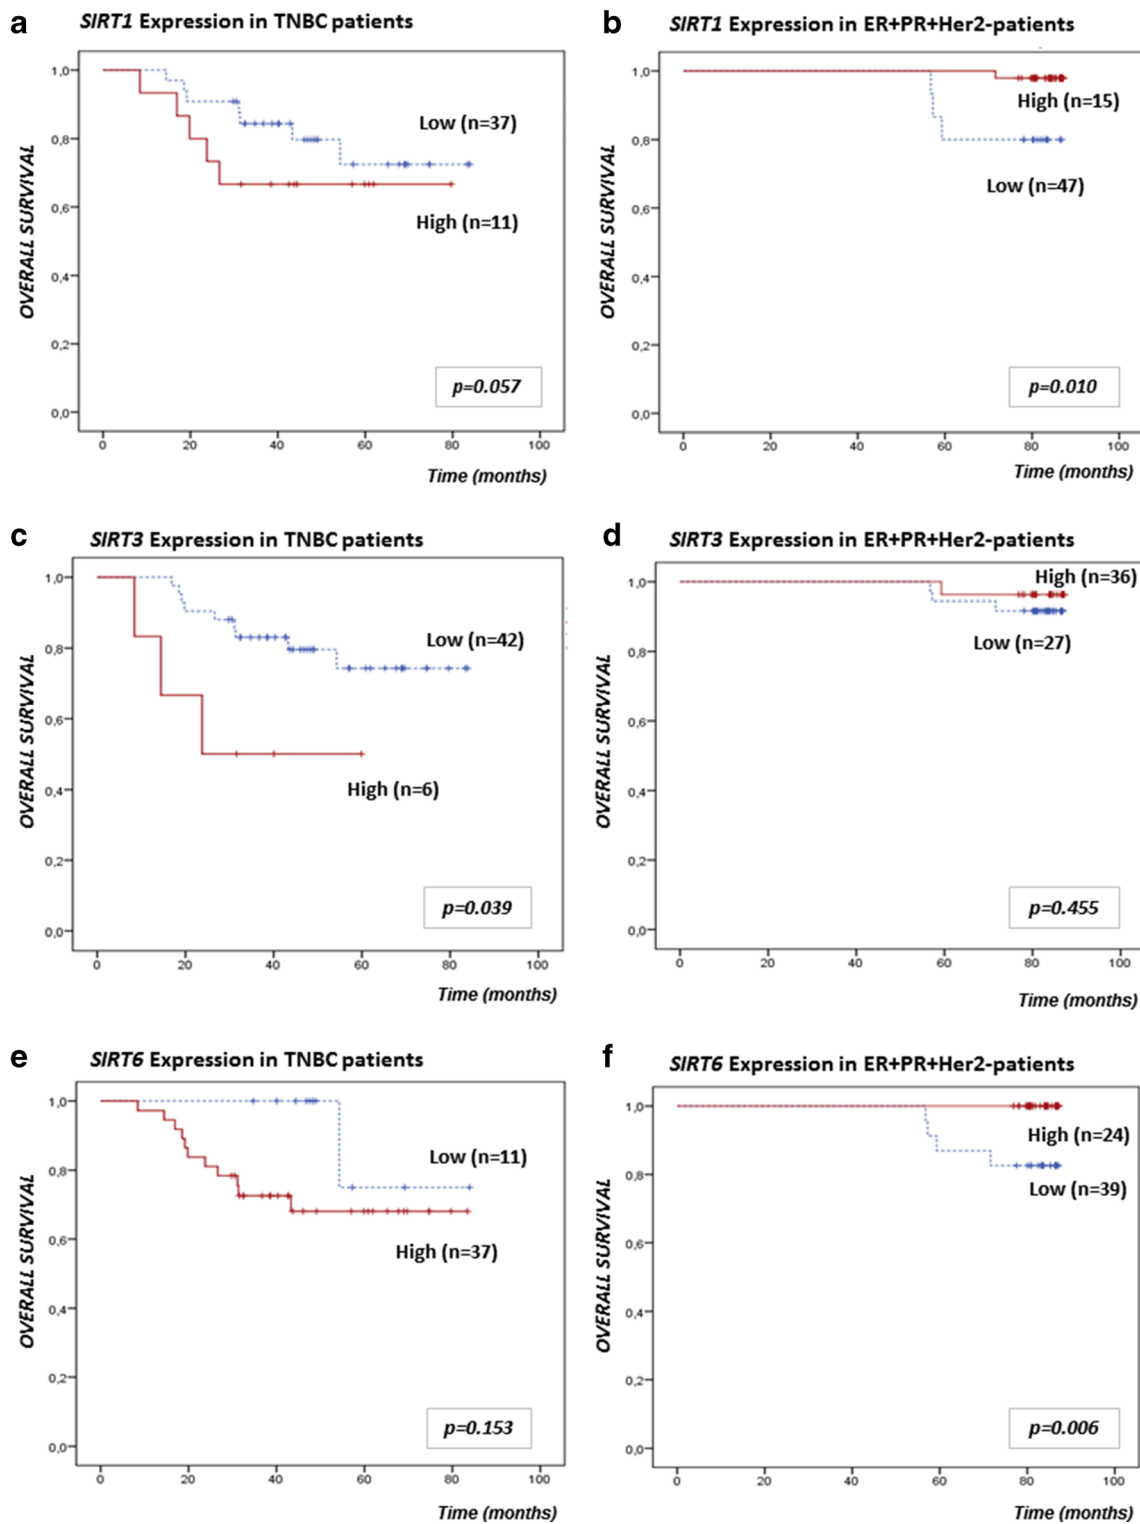 a
SIRT1 Expression in TNBC patients
OVERALL SURVIVAL
1,0
0,8
0,6
0,4
0,2
0,0
Low (n=37)
High (n=11)
p=0.057
0 20 40 60 80 100
Time (months)
b
SIRT1 Expression in ER+PR+Her2-patients
OVERALL SURVIVAL
1,0
0,8
0,6
0,4
0,2
0,0
High (n=15)
Low (n=47)
p=0.010
0 20 40 60 80 100
Time (months)
c
SIRT3 Expression in TNBC patients
OVERALL SURVIVAL
1,0
0,8
0,6
0,4
0,2
0,0
Low (n=42)
High (n=6)
p=0.039
0 20 40 60 80 100
Time (months)
d
SIRT3 Expression in ER+PR+Her2-patients
OVERALL SURVIVAL
1,0
0,8
0,6
0,4
0,2
0,0
High (n=36)
Low (n=27)
p=0.455
0 20 40 60 80 100
Time (months)
e
SIRT6 Expression in TNBC patients
OVERALL SURVIVAL
1,0
0,8
0,6
0,4
0,2
0,0
Low (n=11)
High (n=37)
p=0.153
0 20 40 60 80 100
Time (months)
f
SIRT6 Expression in ER+PR+Her2-patients
OVERALL SURVIVAL
1,0
0,8
0,6
0,4
0,2
0,0
High (n=24)
Low (n=39)
p=0.006
0 20 40 60 80 100
Time (months)